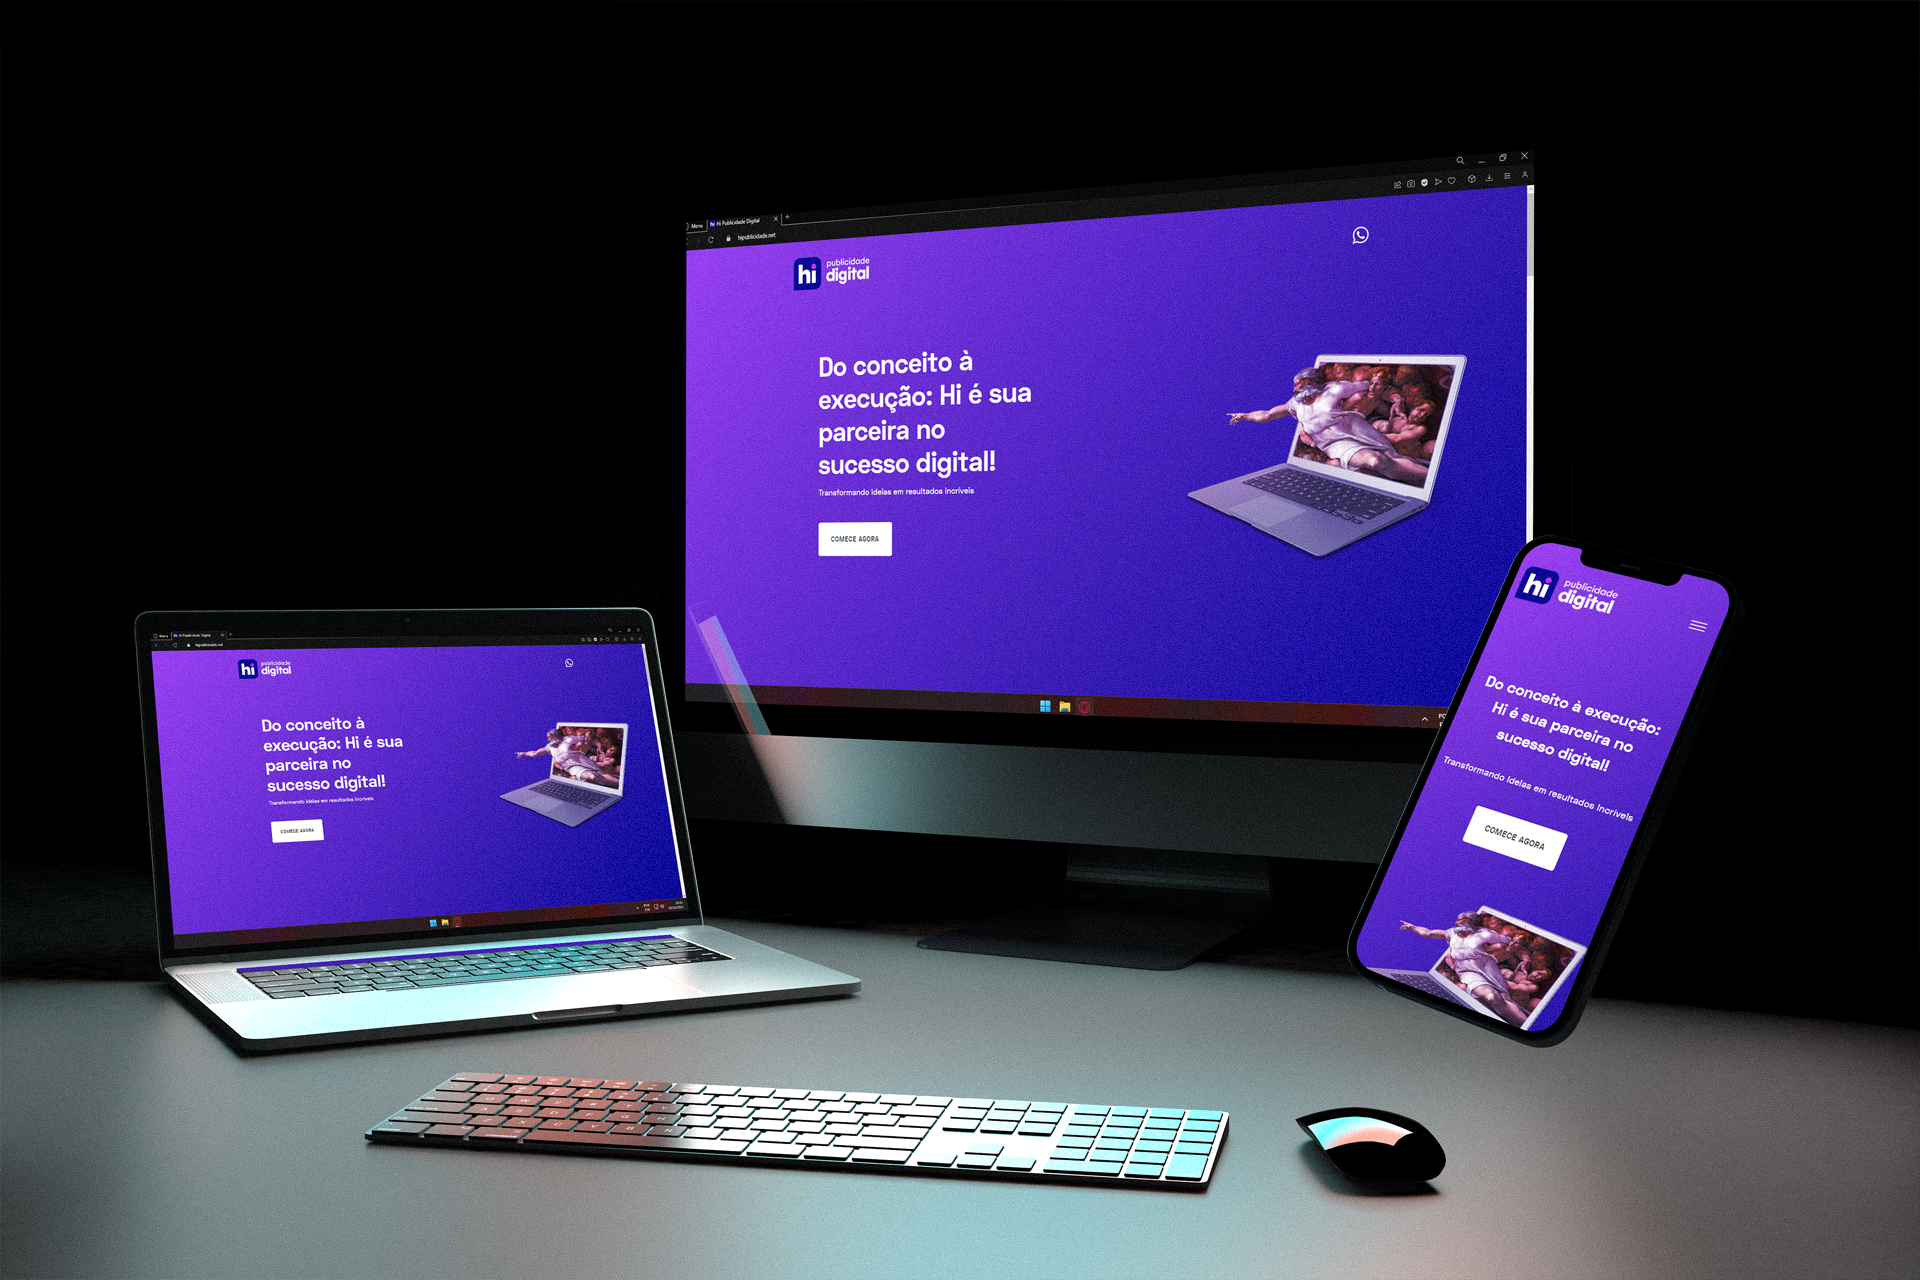 Menu
Hi Publicidade Digital
hipublicidade.net
hi publicidade
digital
Do conceito à
execução: Hi é sua
parceira no
sucesso digital!
Transformando ideias em resultados incríveis
COMECE AGORA
Menu
Hi Publicidade Digital
hipublicidade.net
hi publicidade
digital
Do conceito à
execução: Hi é sua
parceira no
sucesso digital!
Transformando ideias em resultados incríveis
COMECE AGORA
hi publicidade
digital
Do conceito à execução:
Hi é sua parceira no
sucesso digital!
Transformando ideias em resultados incríveis
COMECE AGORA